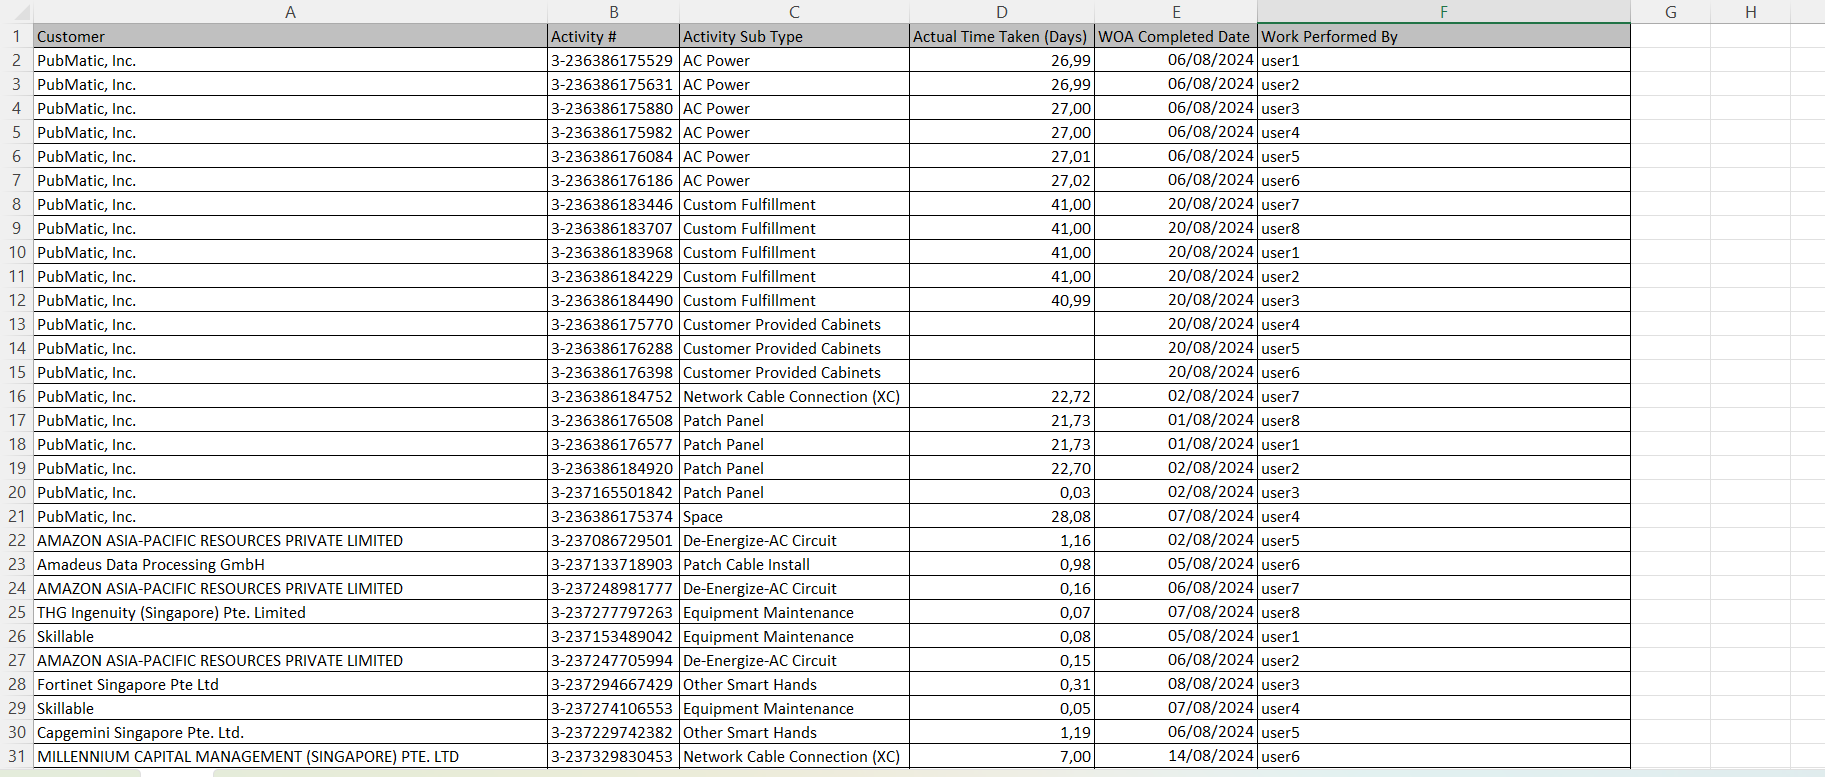 A B C D E F G H
1 Customer Activity # Activity Sub Type Actual Time Taken (Days) WOA Completed Date Work Performed By
2 PubMatic, Inc. 3-236386175529 AC Power 26,99 06/08/2024 user1
3 PubMatic, Inc. 3-236386175631 AC Power 26,99 06/08/2024 user2
4 PubMatic, Inc. 3-236386175880 AC Power 27,00 06/08/2024 user3
5 PubMatic, Inc. 3-236386175982 AC Power 27,00 06/08/2024 user4
6 PubMatic, Inc. 3-236386176084 AC Power 27,01 06/08/2024 user5
7 PubMatic, Inc. 3-236386176186 AC Power 27,02 06/08/2024 user6
8 PubMatic, Inc. 3-236386183446 Custom Fulfillment 41,00 20/08/2024 user7
9 PubMatic, Inc. 3-236386183707 Custom Fulfillment 41,00 20/08/2024 user8
10 PubMatic, Inc. 3-236386183968 Custom Fulfillment 41,00 20/08/2024 user1
11 PubMatic, Inc. 3-236386184229 Custom Fulfillment 41,00 20/08/2024 user2
12 PubMatic, Inc. 3-236386184490 Custom Fulfillment 40,99 20/08/2024 user3
13 PubMatic, Inc. 3-236386175770 Customer Provided Cabinets 20/08/2024 user4
14 PubMatic, Inc. 3-236386176288 Customer Provided Cabinets 20/08/2024 user5
15 PubMatic, Inc. 3-236386176398 Customer Provided Cabinets 20/08/2024 user6
16 PubMatic, Inc. 3-236386184752 Network Cable Connection (XC) 22,72 02/08/2024 user7
17 PubMatic, Inc. 3-236386176508 Patch Panel 21,73 01/08/2024 user8
18 PubMatic, Inc. 3-236386176577 Patch Panel 21,73 01/08/2024 user1
19 PubMatic, Inc. 3-236386184920 Patch Panel 22,70 02/08/2024 user2
20 PubMatic, Inc. 3-237165501842 Patch Panel 0,03 02/08/2024 user3
21 PubMatic, Inc. 3-236386175374 Space 28,08 07/08/2024 user4
22 AMAZON ASIA-PACIFIC RESOURCES PRIVATE LIMITED 3-237086729501 De-Energize-AC Circuit 1,16 02/08/2024 user5
23 Amadeus Data Processing GmbH 3-237133718903 Patch Cable Install 0,98 05/08/2024 user6
24 AMAZON ASIA-PACIFIC RESOURCES PRIVATE LIMITED 3-237248981777 De-Energize-AC Circuit 0,16 06/08/2024 user7
25 THG Ingenuity (Singapore) Pte. Limited 3-237277797263 Equipment Maintenance 0,07 07/08/2024 user8
26 Skillable 3-237153489042 Equipment Maintenance 0,08 05/08/2024 user1
27 AMAZON ASIA-PACIFIC RESOURCES PRIVATE LIMITED 3-237247705994 De-Energize-AC Circuit 0,15 06/08/2024 user2
28 Fortinet Singapore Pte Ltd 3-237294667429 Other Smart Hands 0,31 08/08/2024 user3
29 Skillable 3-237274106553 Equipment Maintenance 0,05 07/08/2024 user4
30 Capgemini Singapore Pte. Ltd. 3-237229742382 Other Smart Hands 1,19 06/08/2024 user5
31 MILLENNIUM CAPITAL MANAGEMENT (SINGAPORE) PTE. LTD 3-237329830453 Network Cable Connection (XC) 7,00 14/08/2024 user6